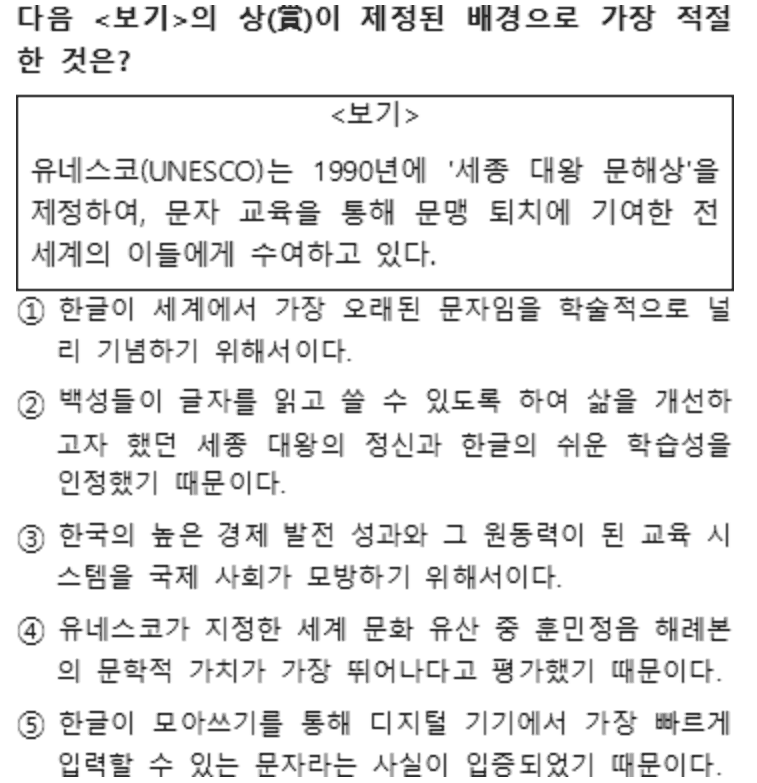 다음 <보기>의 상(賞)이 제정된 배경으로 가장 적절
한 것은?
<보기>
유네스코(UNESCO)는 1990년에 '세종 대왕 문해상'을
제정하여, 문자 교육을 통해 문맹 퇴치에 기여한 전
세계의 이들에게 수여하고 있다.
① 한글이 세계에서 가장 오래된 문자임을 학술적으로 널
리 기념하기 위해서이다.
② 백성들이 글자를 읽고 쓸 수 있도록 하여 삶을 개선하
고자 했던 세종 대왕의 정신과 한글의 쉬운 학습성을
인정했기 때문이다.
③ 한국의 높은 경제 발전 성과와 그 원동력이 된 교육 시
스템을 국제 사회가 모방하기 위해서이다.
④ 유네스코가 지정한 세계 문화 유산 중 훈민정음 해례본
의 문학적 가치가 가장 뛰어나다고 평가했기 때문이다.
⑤ 한글이 모아쓰기를 통해 디지털 기기에서 가장 빠르게
입력할 수 있는 문자라는 사실이 입증되었기 때문이다.